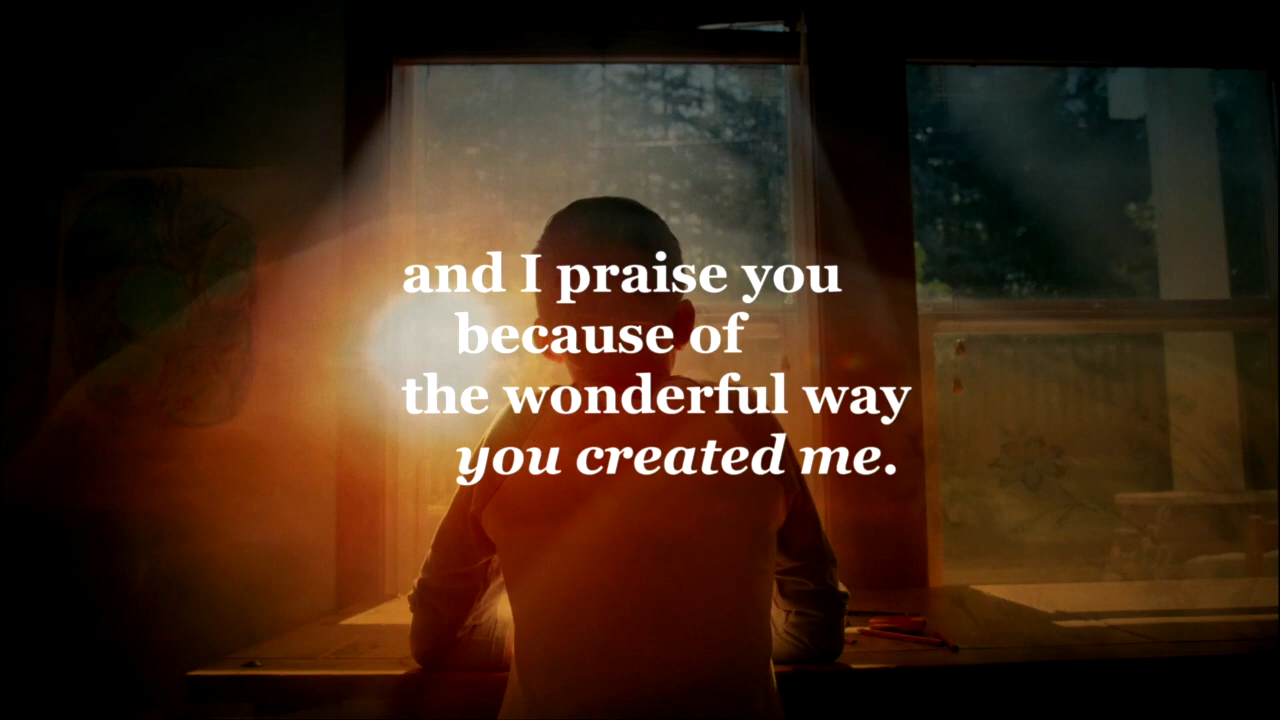 and I praise you
because of
the wonderful way
you created me.